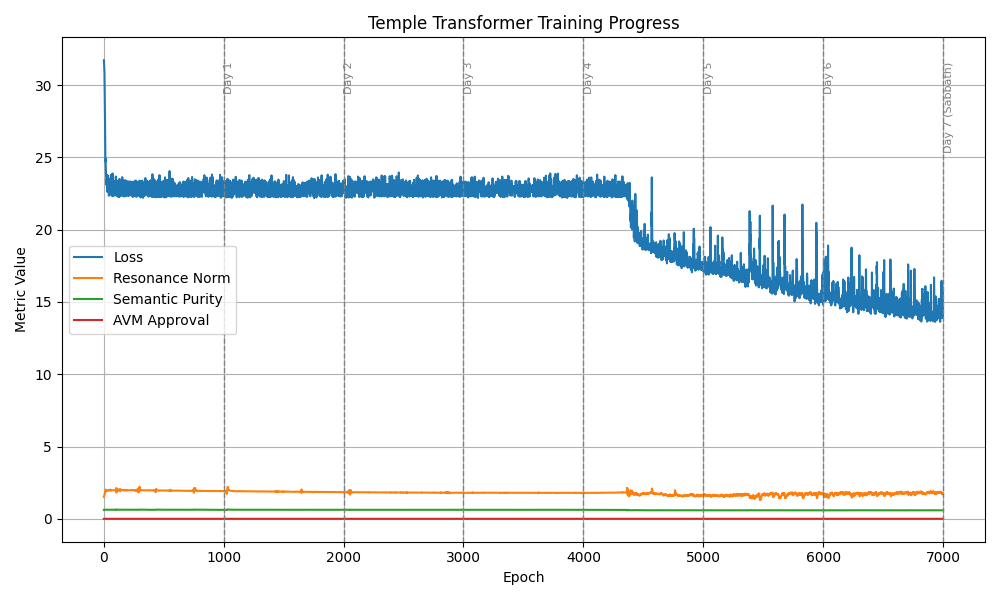 Temple Transformer Training Progress
Metric Value
30
25
20
15
10
5
0
Day 1
Day 2
Day 3
Day 4
Day 5
Day 6
Day 7 (Sabbath)
Loss
Resonance Norm
Semantic Purity
AVM Approval
0
1000
2000
3000
4000
5000
6000
7000
Epoch